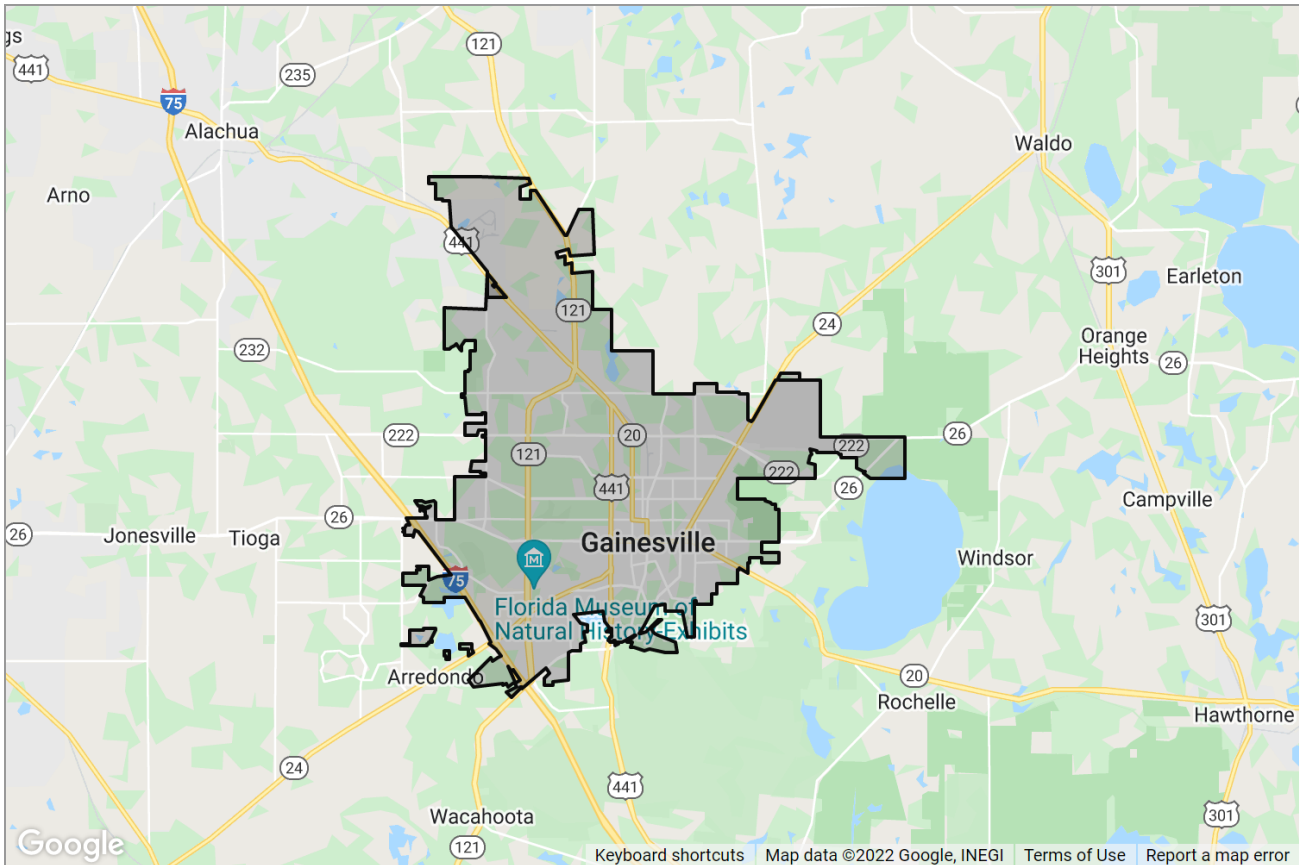 gs
441
121
235
75
Alachua
Waldo
Arno
441
301
Earleton
121
24
Orange
Heights
26
232
222
20
26
222
121
222
441
26
Campville
26
Jonesville
Tioga
26
Gainesville
Windsor
75
M
Florida Museum of
Natural History-Exhibits
301
Arredondo
20
Rochelle
Hawthorne
24
441
Wacahoota
121
301
Google
Keyboard shortcuts
Map data ©2022 Google, INEGI
Terms of Use
Report a map error